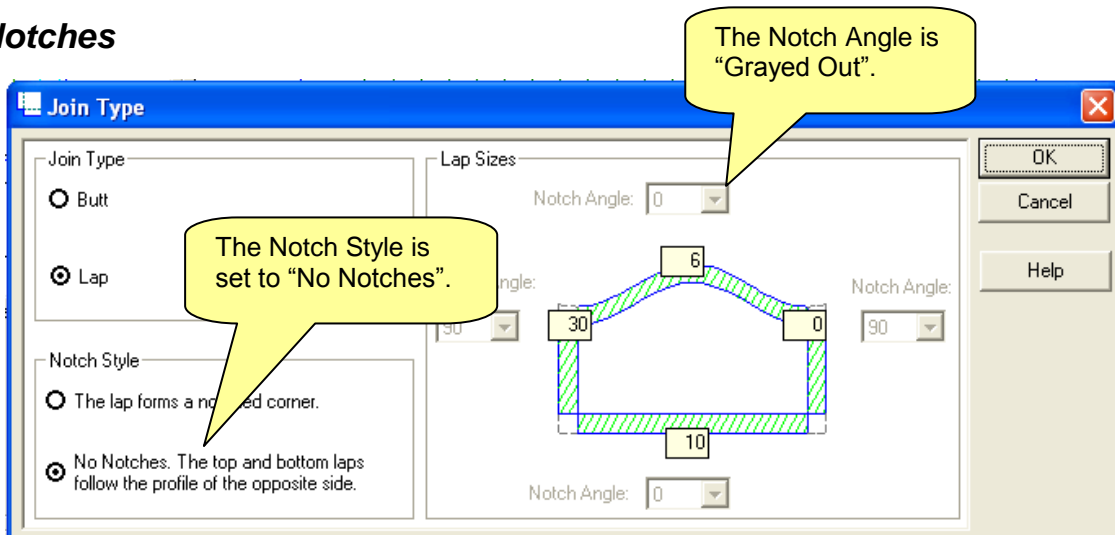 The Notch Angle is
"Grayed Out".
Join Type
Join Type
Butt
Lap
The Notch Style is
set to "No Notches".
Notch Style
No Notches. The top and bottom laps
follow the profile of the opposite side.
The lap forms a corner.
Lap Sizes
Notch Angle: 0
6
Notch Angle:
90
30
0
90
10
Notch Angle: 0
OK
Cancel
Help